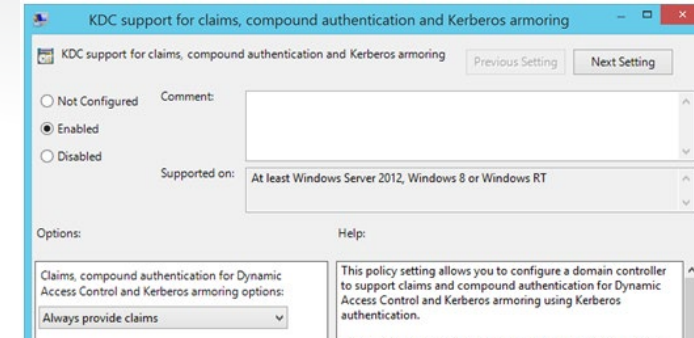 KDC support for claims, compound authentication and Kerberos armoring
KDC support for claims, compound authentication and Kerberos armoring
Previous Setting
Next Setting
Not Configured
Comment:
Enabled
Disabled
Supported on:
At least Windows Server 2012, Windows 8 or Windows RT
Options:
Help:
Claims, compound authentication for Dynamic
Access Control and Kerberos armoring options:
Always provide claims
This policy setting allows you to configure a domain controller
to support claims and compound authentication for Dynamic
Access Control and Kerberos armoring using Kerberos
authentication.